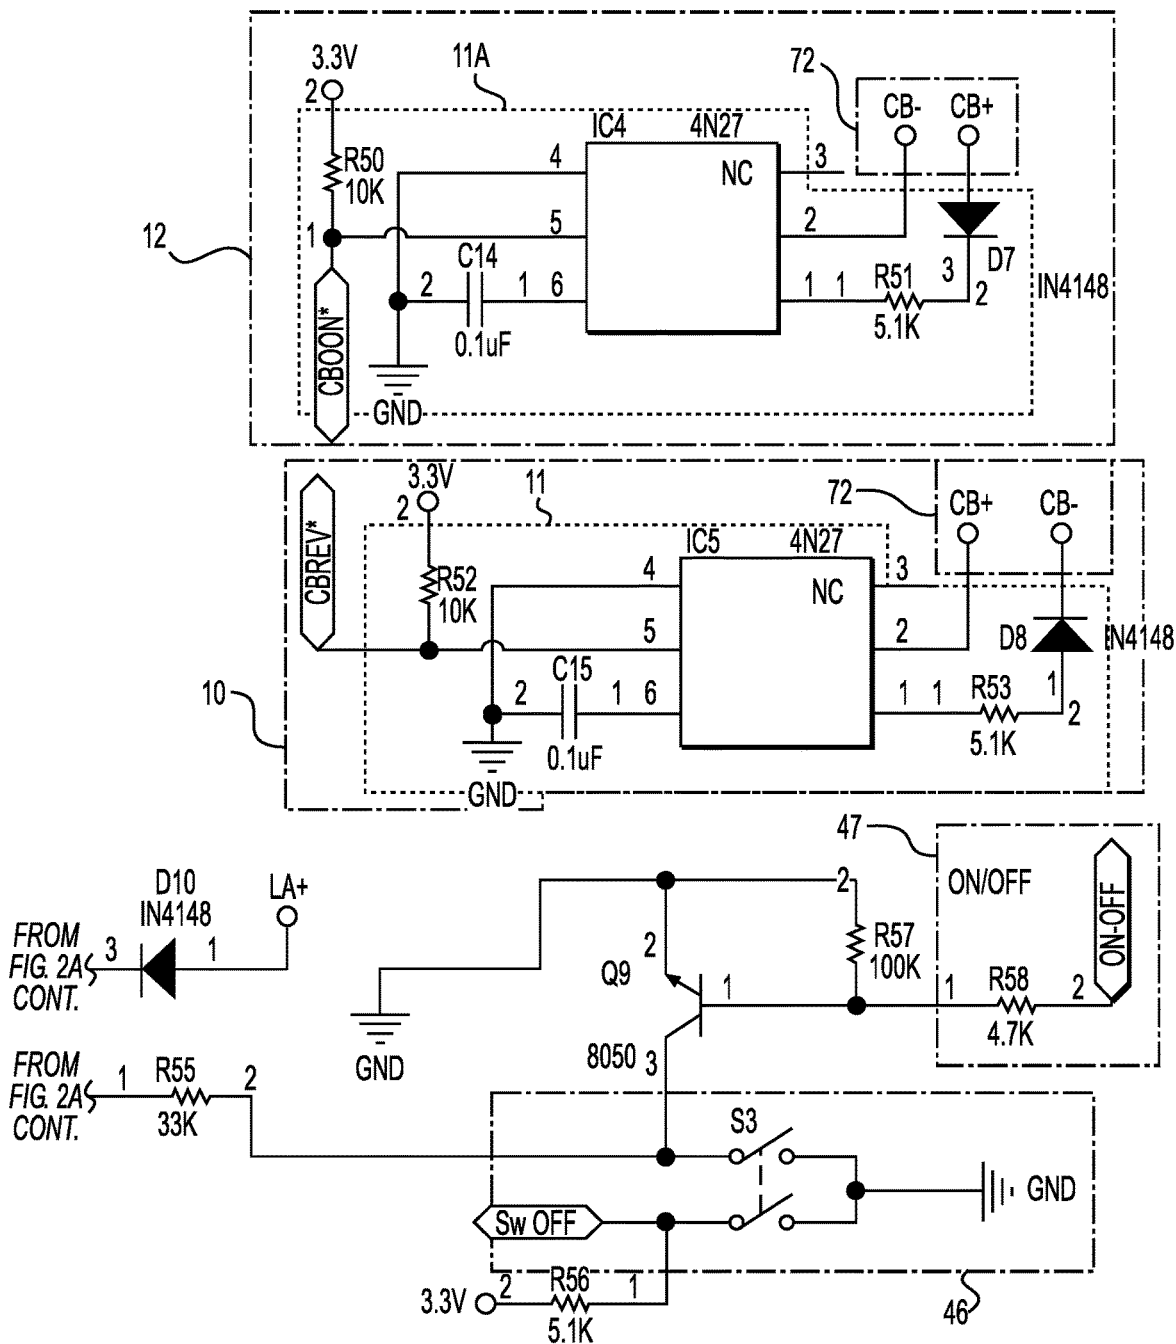 3.3V
2
11A
72
CB- CB+
IC4 4N27
R50
10K
4
NC
3
12
1
5
2
C14
D7
2
1
6
1
1
R51
3
2
IN4148
0.1uF
5.1K
CBOON*
GND
3.3V
2
11
72
CB+ CB-
CBREV*
IC5 4N27
R52
10K
4
NC
3
5
2
D8
IN4148
10
C15
2
1
6
1
1
R53
1
2
0.1uF
5.1K
GND
47
D10
IN4148
LA+
2
ON/OFF
ON-OFF
FROM
FIG. 2A
CONT.
3
1
2
Q9
R57
100K
1
1
R58
2
4.7K
GND
8050
3
FROM
FIG. 2A
CONT.
1
R55
2
33K
S3
GND
Sw OFF
3.3V
2
R56
1
5.1K
46